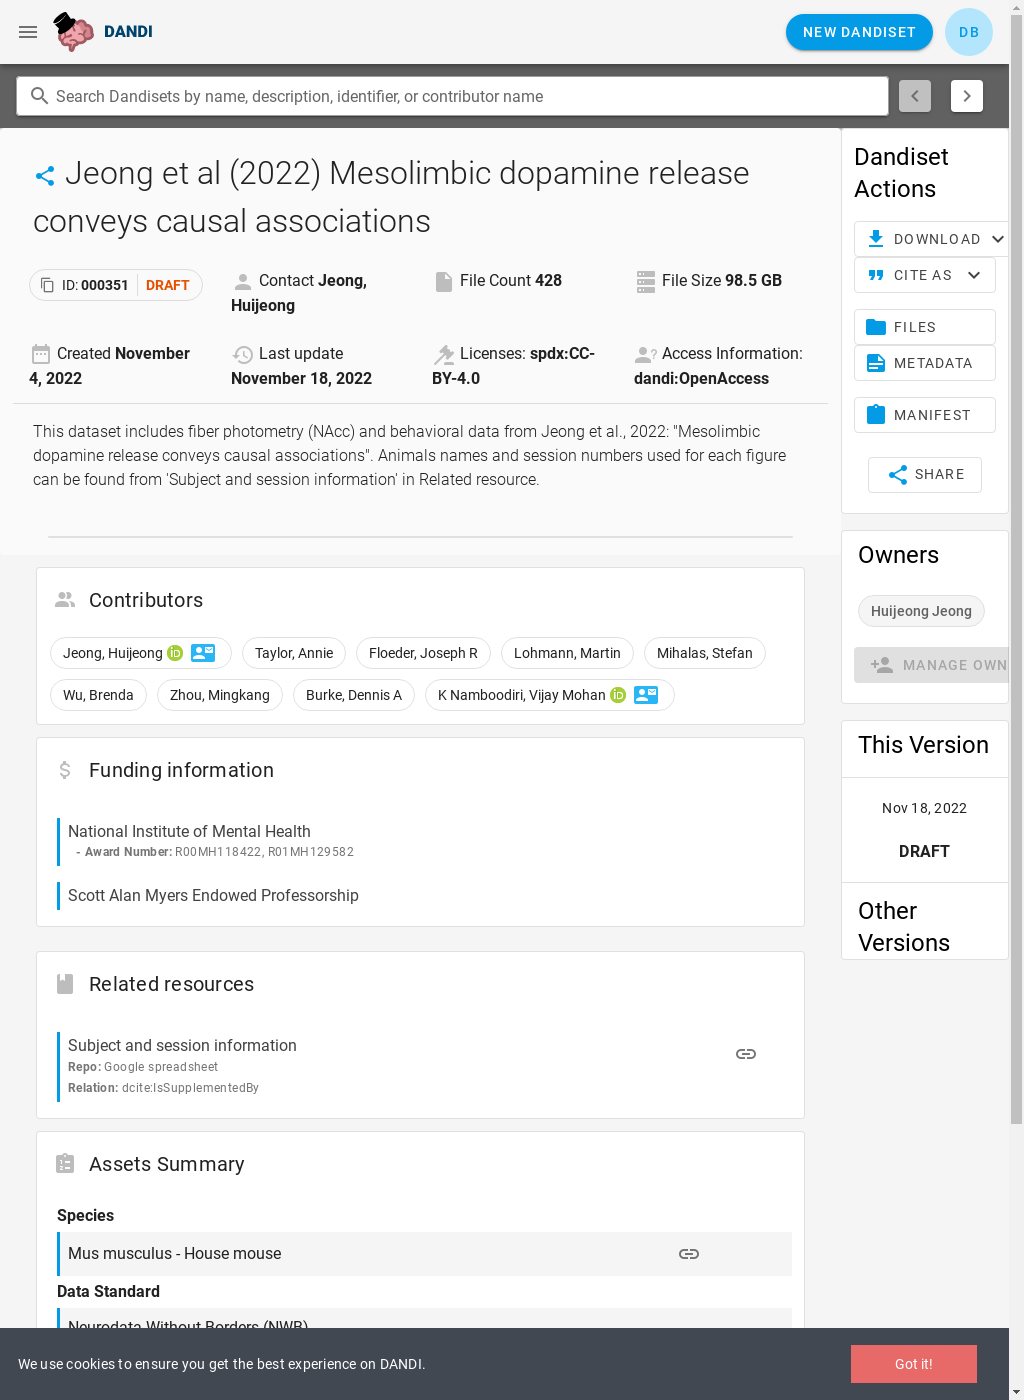 DANDI
NEW DANDISET
DB
Search Dandisets by name, description, identifier, or contributor name
Jeong et al (2022) Mesolimbic dopamine release
conveys causal associations
ID: 000351 DRAFT
Contact Jeong,
Huijeong
File Count 428
File Size 98.5 GB
Created November
4, 2022
Last update
November 18, 2022
Licenses: spdx:CC-
BY-4.0
Access Information:
dandi:OpenAccess
This dataset includes fiber photometry (NAcc) and behavioral data from Jeong et al., 2022: "Mesolimbic
dopamine release conveys causal associations". Animals names and session numbers used for each figure
can be found from 'Subject and session information' in Related resource.
Contributors
Jeong, Huijeong iD
Taylor, Annie
Floeder, Joseph R
Lohmann, Martin
Mihalas, Stefan
Wu, Brenda
Zhou, Mingkang
Burke, Dennis A
K Namboodiri, Vijay Mohan iD
Funding information
National Institute of Mental Health
- Award Number: R00MH118422, R01MH129582
Scott Alan Myers Endowed Professorship
Related resources
Subject and session information
Repo: Google spreadsheet
Relation: dcite:IsSupplementedBy
Assets Summary
Species
Mus musculus - House mouse
Data Standard
Neurodata Without Borders (NWB)
Dandiset
Actions
DOWNLOAD
CITE AS
FILES
METADATA
MANIFEST
SHARE
Owners
Huijeong Jeong
MANAGE OWN
This Version
Nov 18, 2022
DRAFT
Other
Versions
We use cookies to ensure you get the best experience on DANDI.
Got it!